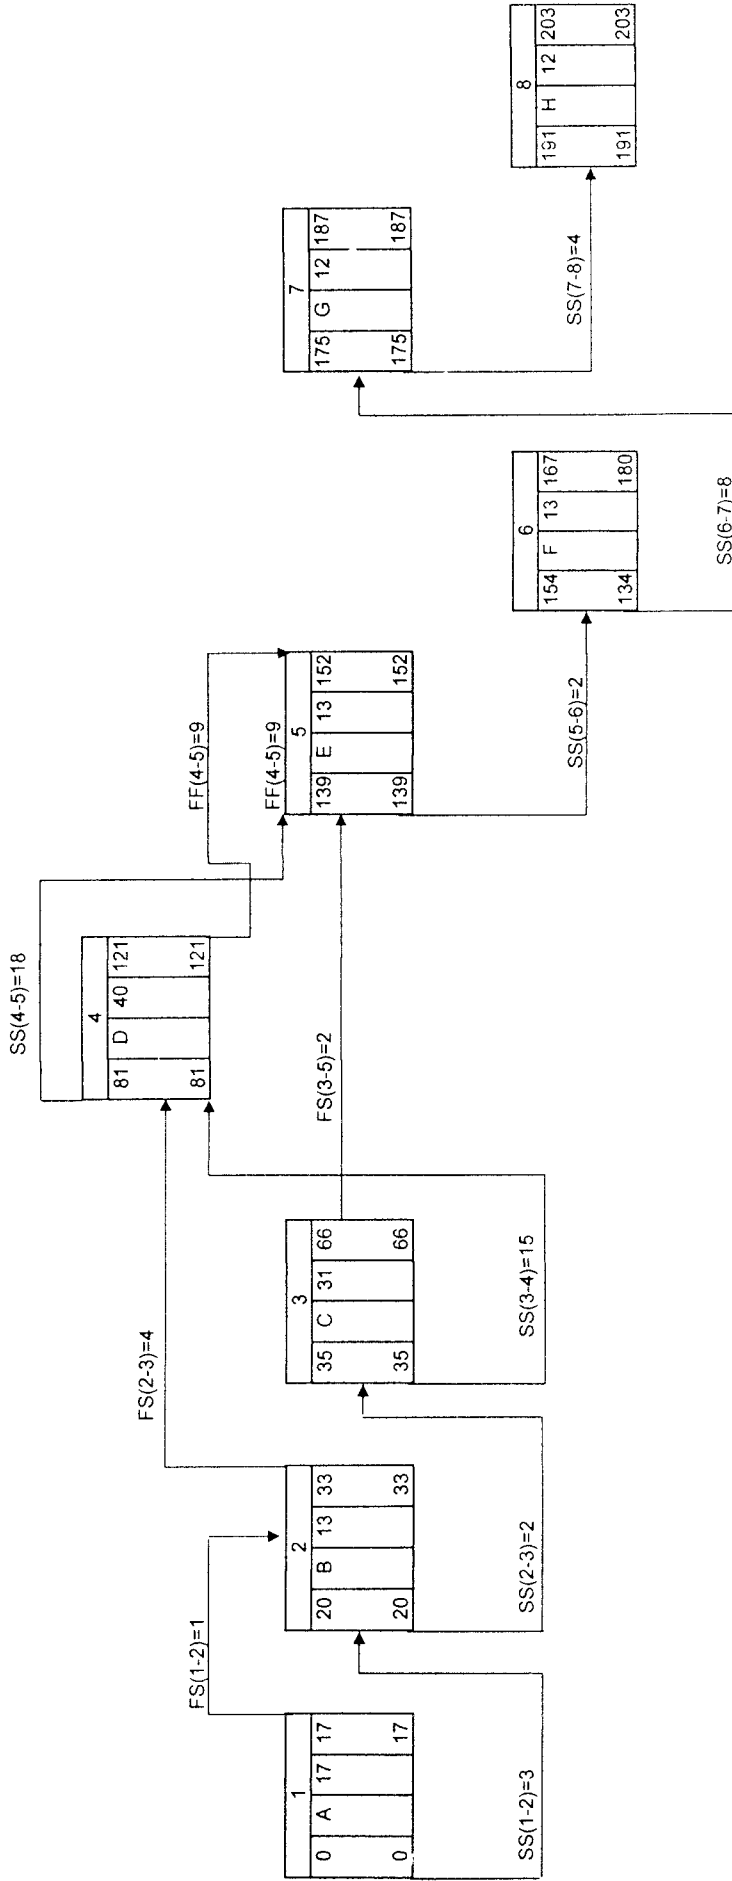 FS(1-2)=1
1
0 A 17 17
0 17
SS(1-2)=3
FS(2-3)=4
2
20 B 13 33
20 33
SS(2-3)=2
3
35 C 31 66
35 66
SS(3-4)=15
FS(3-5)=2
SS(4-5)=18
4
81 D 40 121
81 121
FF(4-5)=9
FF(4-5)=9
5
139 E 13 152
139 152
SS(5-6)=2
6
154 F 13 167
134 180
SS(6-7)=8
7
175 G 12 187
175 187
SS(7-8)=4
8
191 H 12 203
191 203